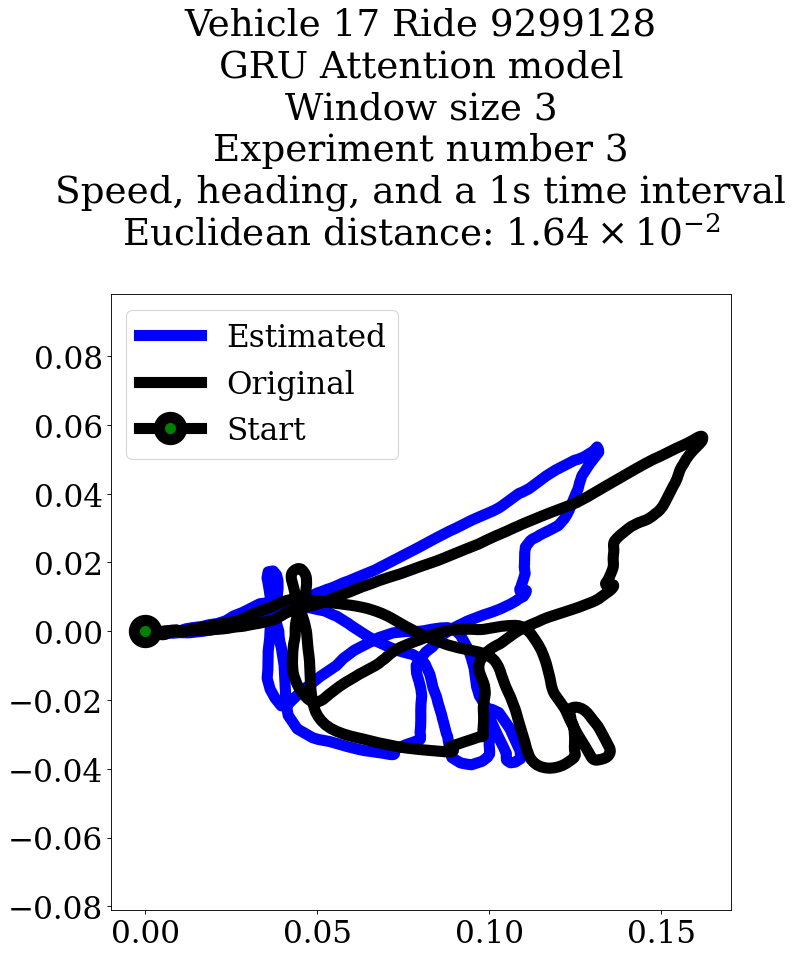 Vehicle 17 Ride 9299128
GRU Attention model
Window size 3
Experiment number 3
Speed, heading, and a 1s time interval
Euclidean distance: 1.64 × 10⁻²
Estimated
Original
Start
0.08
0.06
0.04
0.02
0.00
−0.02
−0.04
−0.06
−0.08
0.00 0.05 0.10 0.15